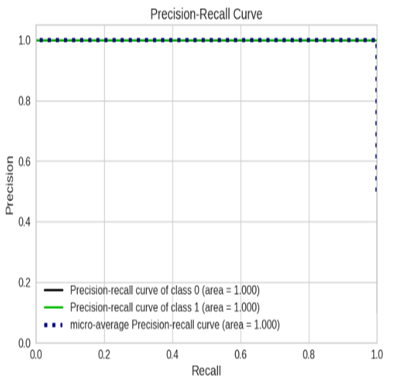 Precision-Recall Curve
1.0
0.8
0.6
0.4
0.2
0.0
Precision
Precision-recall curve of class 0 (area = 1.000)
Precision-recall curve of class 1 (area = 1.000)
micro-average Precision-recall curve (area = 1.000)
0.0 0.2 0.4 0.6 0.8 1.0
Recall